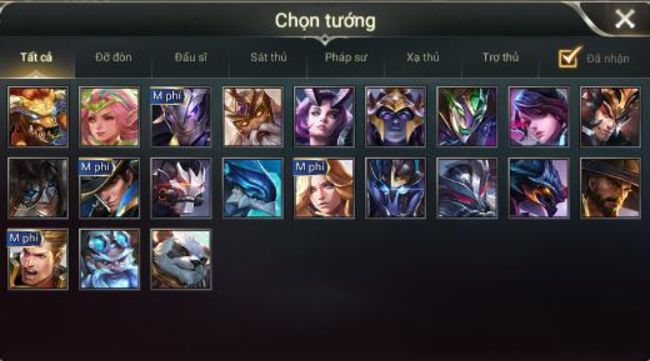 Chọn tướng
Tất cả Đỡ đòn Đấu sĩ Sát thủ Pháp sư Xạ thủ Trợ thủ Đã nhận
M phí
M phí M phí
M phí